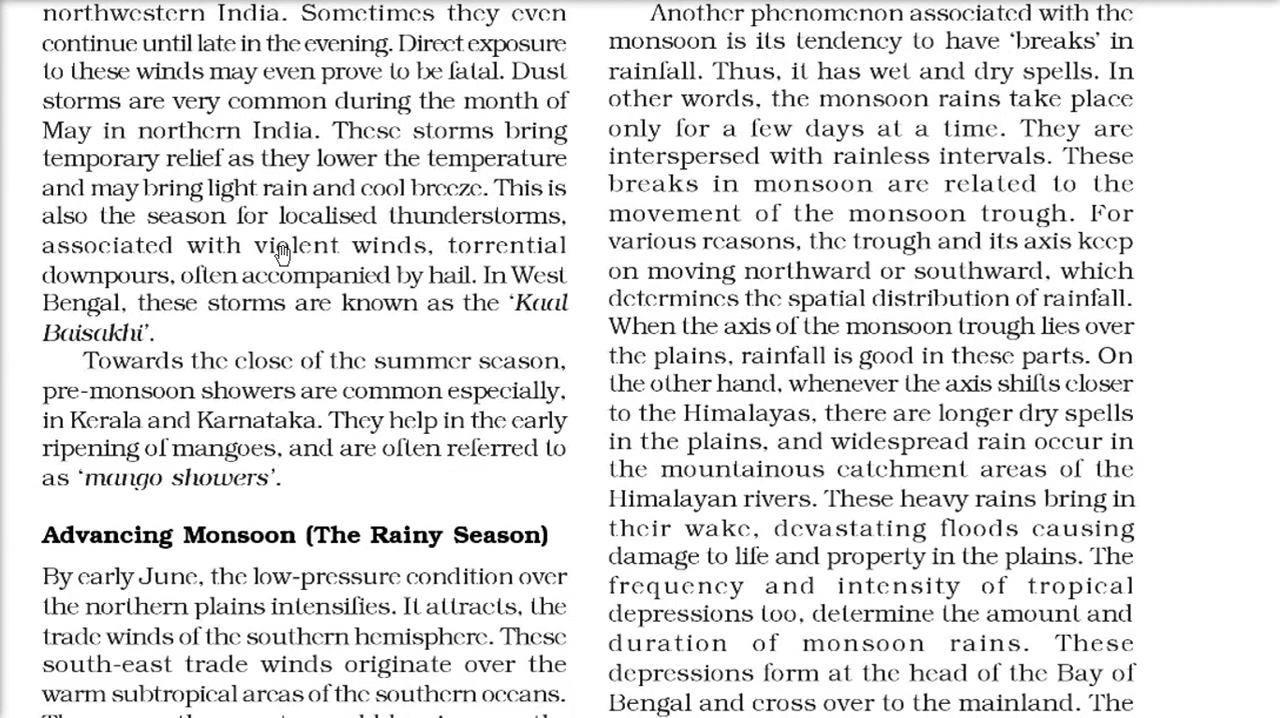 northwestern India. Sometimes they even
continue until late in the evening. Direct exposure
to these winds may even prove to be fatal. Dust
storms are very common during the month of
May in northern India. These storms bring
temporary relief as they lower the temperature
and may bring light rain and cool breeze. This is
also the season for localised thunderstorms,
associated with violent winds, torrential
downpours, often accompanied by hail. In West
Bengal, these storms are known as the ‘Kaal
Baisakhi’.
Towards the close of the summer season,
pre-monsoon showers are common especially,
in Kerala and Karnataka. They help in the early
ripening of mangoes, and are often referred to
as ‘mango showers’.
Advancing Monsoon (The Rainy Season)
By early June, the low-pressure condition over
the northern plains intensifies. It attracts, the
trade winds of the southern hemisphere. These
south-east trade winds originate over the
warm subtropical areas of the southern oceans.
Another phenomenon associated with the
monsoon is its tendency to have ‘breaks’ in
rainfall. Thus, it has wet and dry spells. In
other words, the monsoon rains take place
only for a few days at a time. They are
interspersed with rainless intervals. These
breaks in monsoon are related to the
movement of the monsoon trough. For
various reasons, the trough and its axis keep
on moving northward or southward, which
determines the spatial distribution of rainfall.
When the axis of the monsoon trough lies over
the plains, rainfall is good in these parts. On
the other hand, whenever the axis shifts closer
to the Himalayas, there are longer dry spells
in the plains, and widespread rain occur in
the mountainous catchment areas of the
Himalayan rivers. These heavy rains bring in
their wake, devastating floods causing
damage to life and property in the plains. The
frequency and intensity of tropical
depressions too, determine the amount and
duration of monsoon rains. These
depressions form at the head of the Bay of
Bengal and cross over to the mainland. The